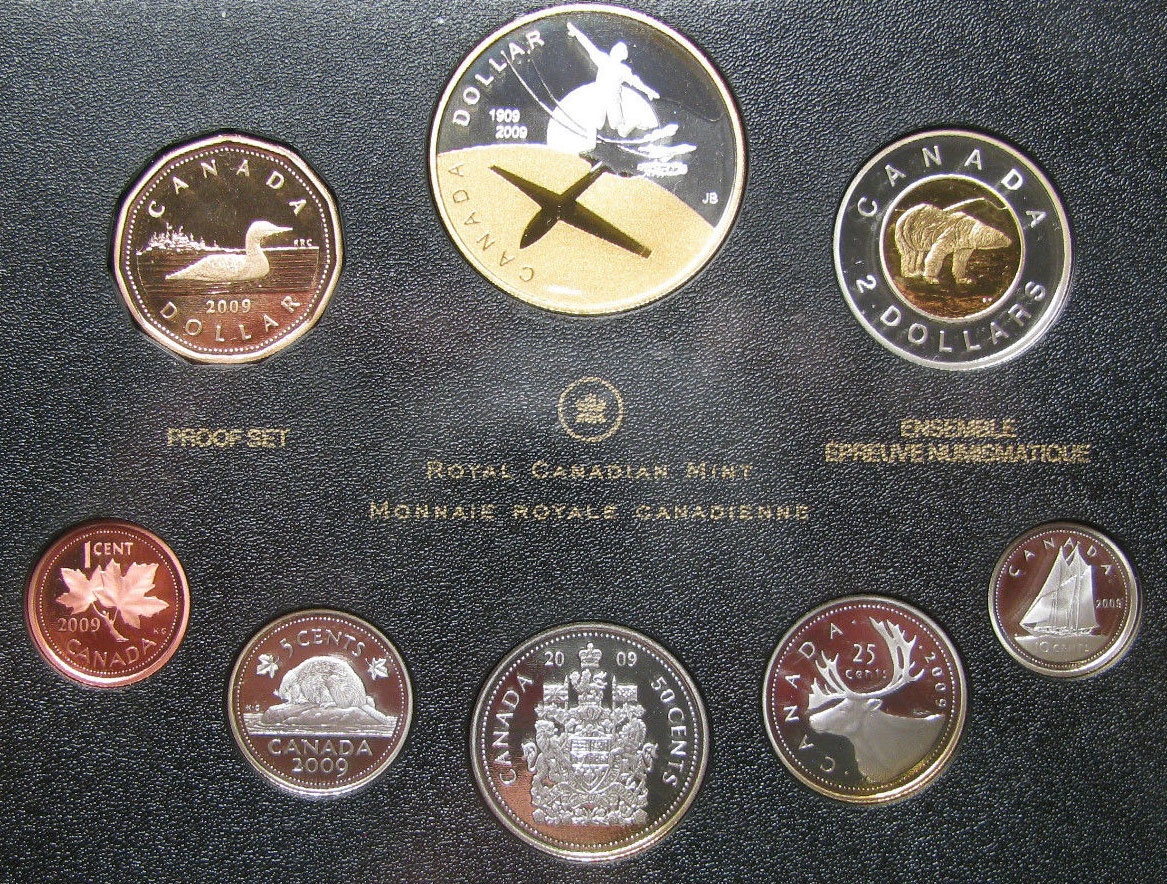 CANADA
DOLLAR
2009
RRC
DOLLAR
1909
2009
CANADA
JB
CANADA
2 DOLLARS
PROOF SET
ROYAL CANADIAN MINT
MONNAIE ROYALE CANADIENNE
ENSEMBLE
ÉPREUVE NUMISMATIQUE
1 CENT
2009
KG
CANADA
5 CENTS
K·G
CANADA
2009
20 09
CANADA
50 CENTS
CANADA
25
cents
2009
CANADA
2009
10 CENTS